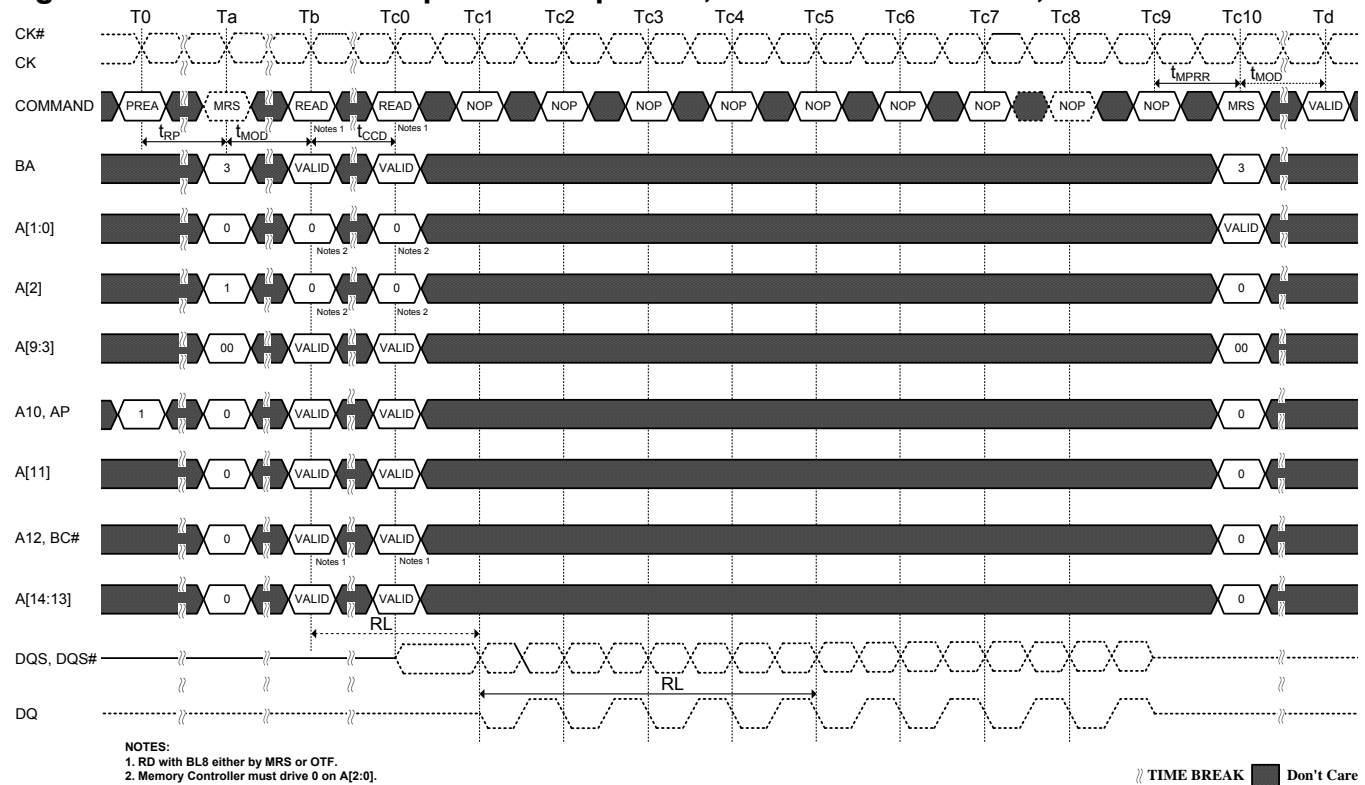 T0 Ta Tb Tc0 Tc1 Tc2 Tc3 Tc4 Tc5 Tc6 Tc7 Tc8 Tc9 Tc10 Td
CK#
CK
tMPRR tMOD
COMMAND PREA MRS READ READ NOP NOP NOP NOP NOP NOP NOP NOP NOP MRS VALID
Notes 1 Notes 1
tRP tMOD tCCD
BA 3 VALID VALID 3
A[1:0] 0 0 0 VALID
Notes 2 Notes 2
A[2] 1 0 0 0
Notes 2 Notes 2
A[9:3] 00 VALID VALID 00
A10, AP 1 0 VALID VALID 0
A[11] 0 VALID VALID 0
A12, BC# 0 VALID VALID 0
Notes 1 Notes 1
A[14:13] 0 VALID VALID 0
RL
DQS, DQS#
RL
DQ
NOTES:
1. RD with BL8 either by MRS or OTF.
2. Memory Controller must drive 0 on A[2:0].
TIME BREAK Don't Care